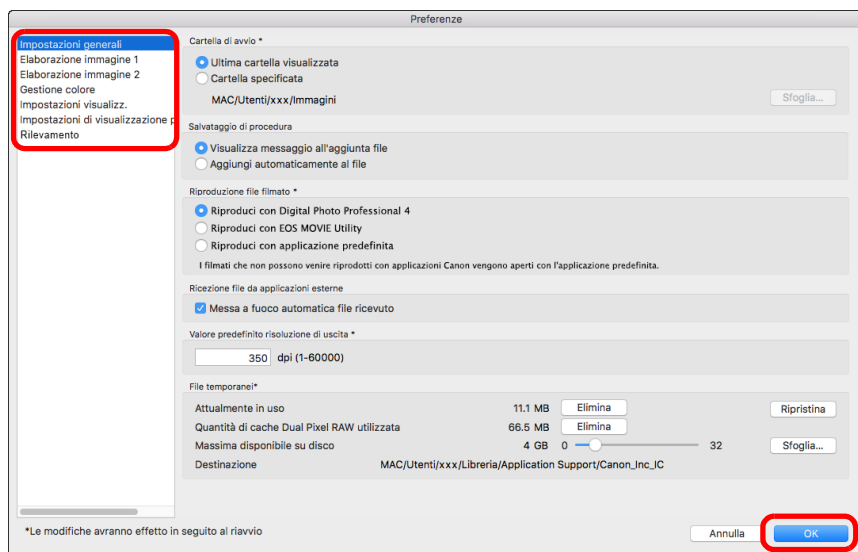 Preferenze
Impostazioni generali
Elaborazione immagine 1
Elaborazione immagine 2
Gestione colore
Impostazioni visualizz.
Impostazioni di visualizzazione p
Rilevamento
Cartella di avvio *
Ultima cartella visualizzata
Cartella specificata
MAC/Utenti/xxx/Immagini Sfoglia...
Salvataggio di procedura
Visualizza messaggio all'aggiunta file
Aggiungi automaticamente al file
Riproduzione file filmato *
Riproduci con Digital Photo Professional 4
Riproduci con EOS MOVIE Utility
Riproduci con applicazione predefinita
I filmati che non possono venire riprodotti con applicazioni Canon vengono aperti con l'applicazione predefinita.
Ricezione file da applicazioni esterne
Messa a fuoco automatica file ricevuto
Valore predefinito risoluzione di uscita *
350 dpi (1-60000)
File temporanei*
Attualmente in uso 11.1 MB Elimina Ripristina
Quantità di cache Dual Pixel RAW utilizzata 66.5 MB Elimina
Massima disponibile su disco 4 GB 0 32 Sfoglia...
Destinazione MAC/Utenti/xxx/Libreria/Application Support/Canon_Inc_IC
*Le modifiche avranno effetto in seguito al riavvio Annulla OK